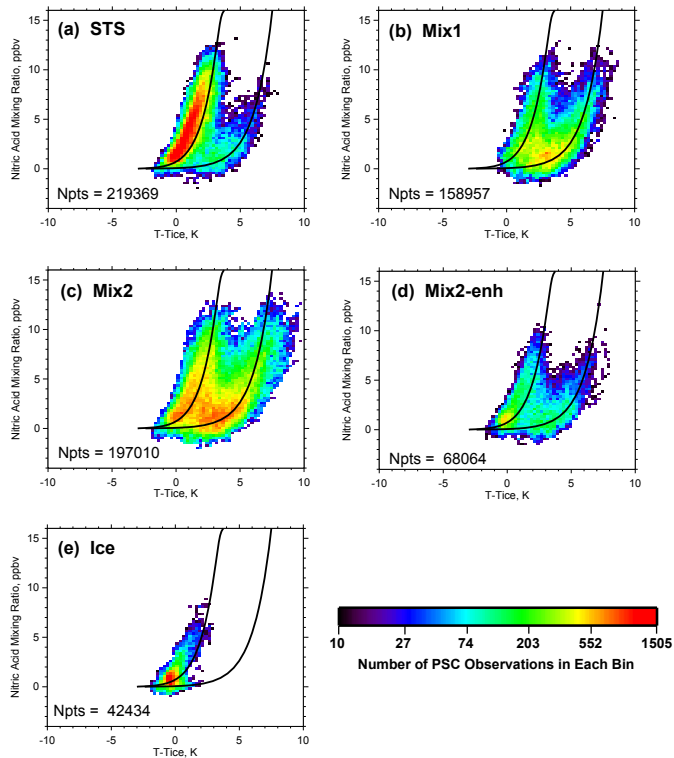 (a) STS
Nitric Acid Mixing Ratio, ppbv
15
10
5
0
Npts = 219369
-10 -5 0 5 10
T-Tice, K
(b) Mix1
Nitric Acid Mixing Ratio, ppbv
15
10
5
0
Npts = 158957
-10 -5 0 5 10
T-Tice, K
(c) Mix2
Nitric Acid Mixing Ratio, ppbv
15
10
5
0
Npts = 197010
-10 -5 0 5 10
T-Tice, K
(d) Mix2-enh
Nitric Acid Mixing Ratio, ppbv
15
10
5
0
Npts = 68064
-10 -5 0 5 10
T-Tice, K
(e) Ice
Nitric Acid Mixing Ratio, ppbv
15
10
5
0
Npts = 42434
-10 -5 0 5 10
T-Tice, K
10 27 74 203 552 1505
Number of PSC Observations in Each Bin